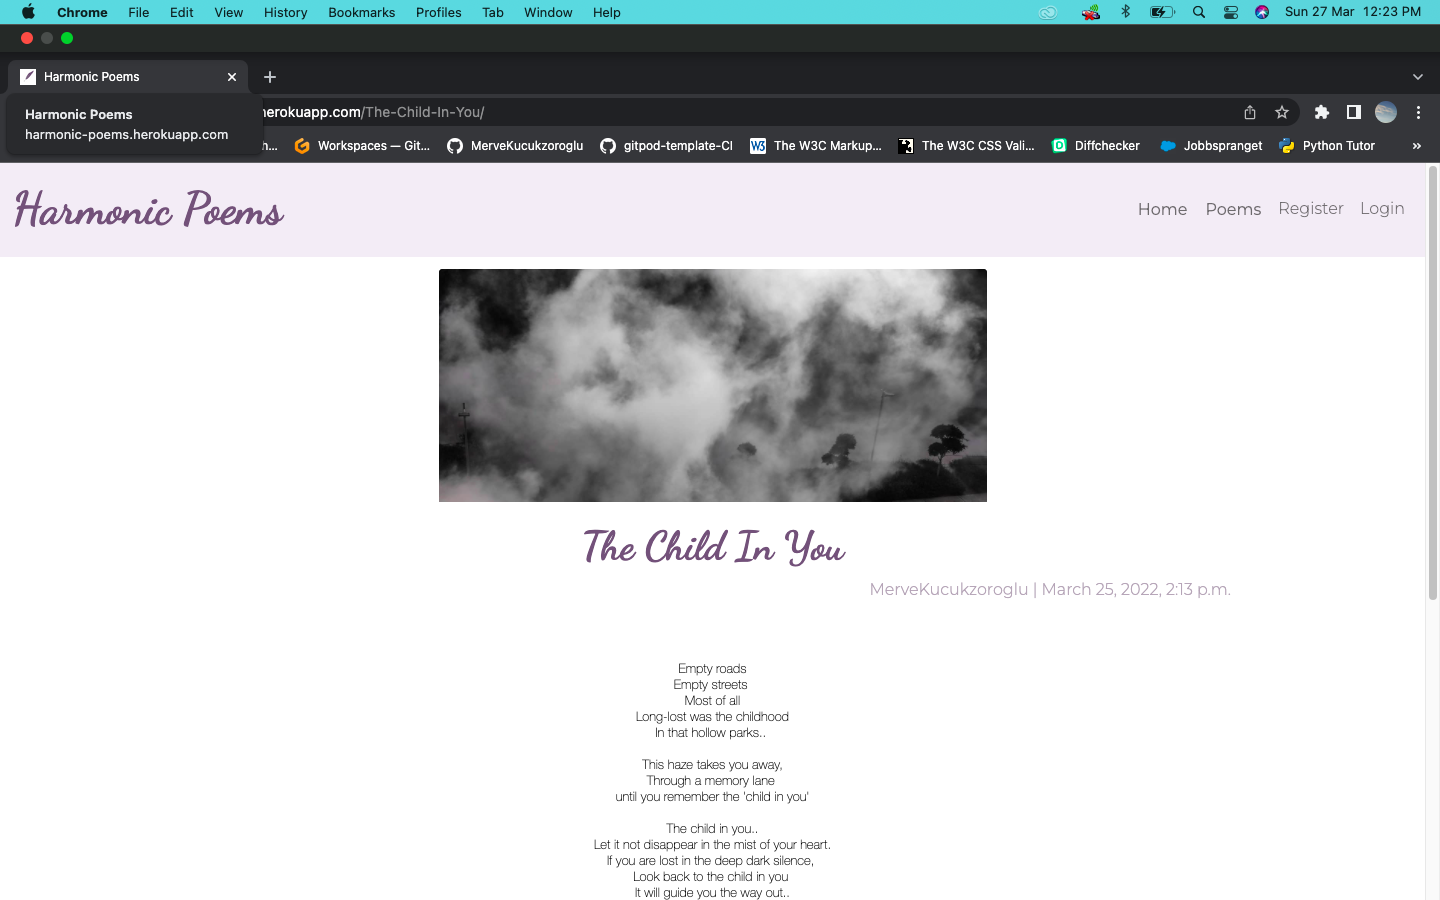 Chrome File Edit View History Bookmarks Profiles Tab Window Help Sun 27 Mar 12:23 PM
Harmonic Poems
herokuapp.com/The-Child-In-You/
Harmonic Poems
harmonic-poems.herokuapp.com
h... Workspaces — Git... MerveKucukzoroglu gitpod-template-CI W3 The W3C Markup... The W3C CSS Vali... Diffchecker Jobbspranget Python Tutor »
Harmonic Poems
Home Poems Register Login
The Child In You
MerveKucukzoroglu | March 25, 2022, 2:13 p.m.
Empty roads
Empty streets
Most of all
Long-lost was the childhood
In that hollow parks..
This haze takes you away,
Through a memory lane
until you remember the 'child in you'
The child in you..
Let it not disappear in the mist of your heart.
If you are lost in the deep dark silence,
Look back to the child in you
It will guide you the way out..